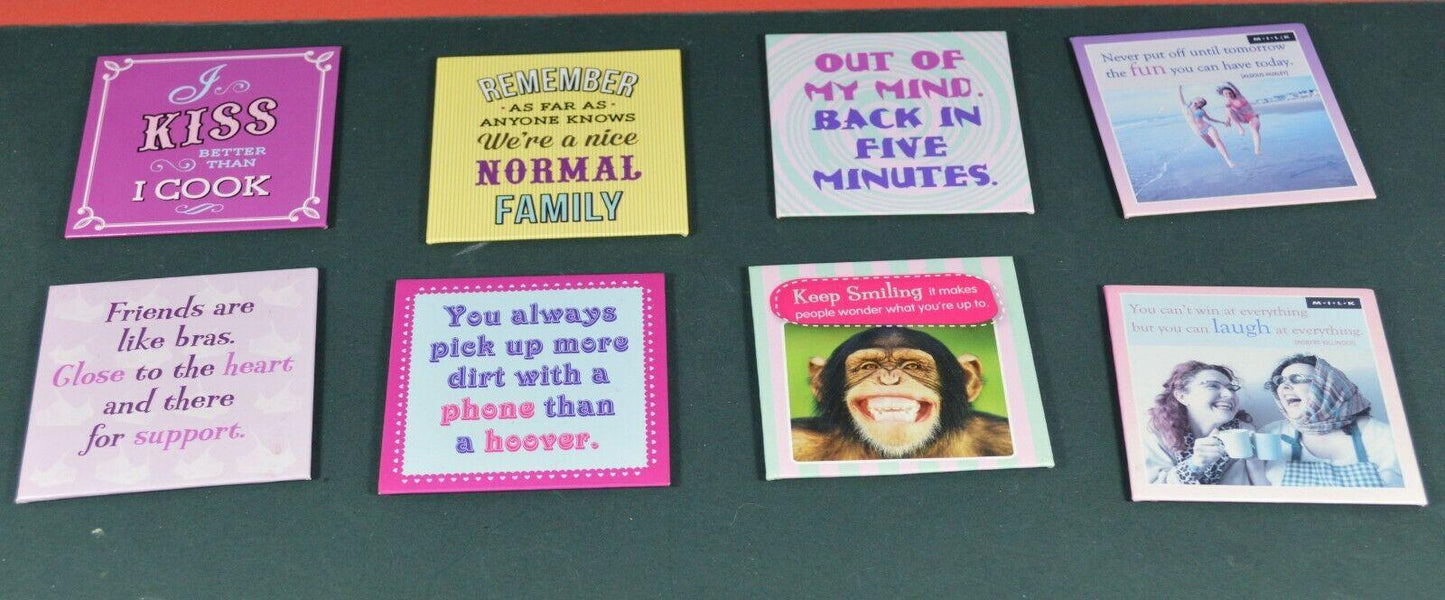 I
KISS
BETTER
THAN
I COOK
REMEMBER
· AS FAR AS ·
ANYONE KNOWS
We're a nice
NORMAL
FAMILY
OUT OF
MY MIND.
BACK IN
FIVE
MINUTES.
M·I·L·K
Never put off until tomorrow
the fun you can have today.
[ALDOUS HUXLEY]
Friends are
like bras.
Close to the heart
and there
for support.
You always
pick up more
dirt with a
phone than
a hoover.
Keep Smiling it makes
people wonder what you're up to.
M·I·L·K
You can't win at everything
but you can laugh at everything.